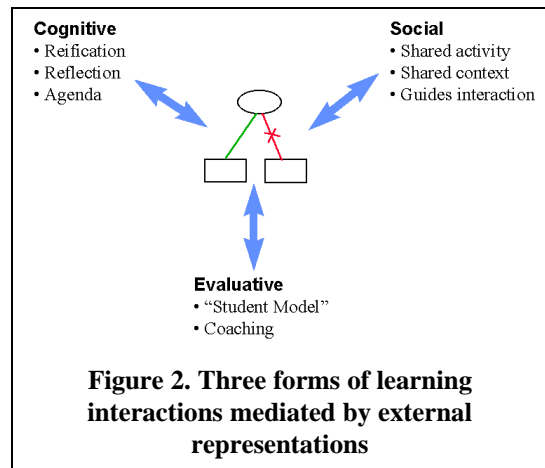 Cognitive
• Reification
• Reflection
• Agenda
Social
• Shared activity
• Shared context
• Guides interaction
Evaluative
• “Student Model”
• Coaching
Figure 2. Three forms of learning
interactions mediated by external
representations